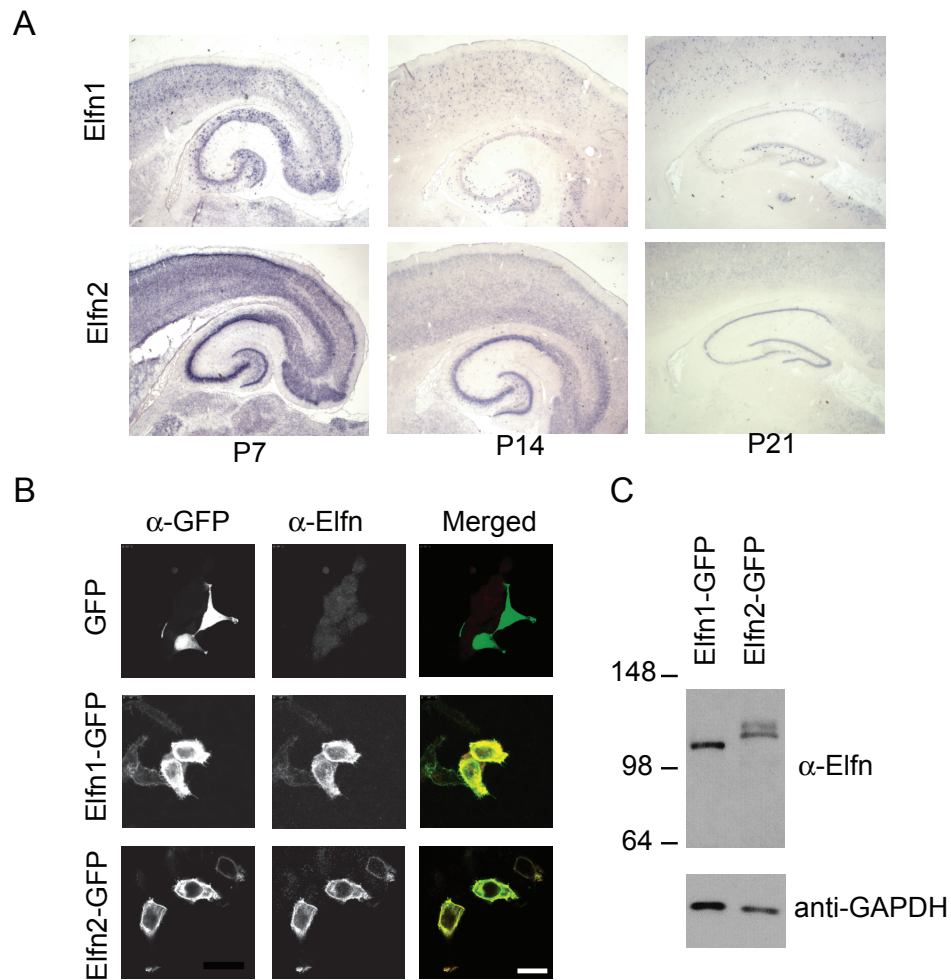 A
Elfn1
Elfn2
P7 P14 P21
B
α-GFP α-Elfn Merged
GFP
Elfn1-GFP
Elfn2-GFP
C
Elfn1-GFP
Elfn2-GFP
148
98
64
α-Elfn
anti-GAPDH